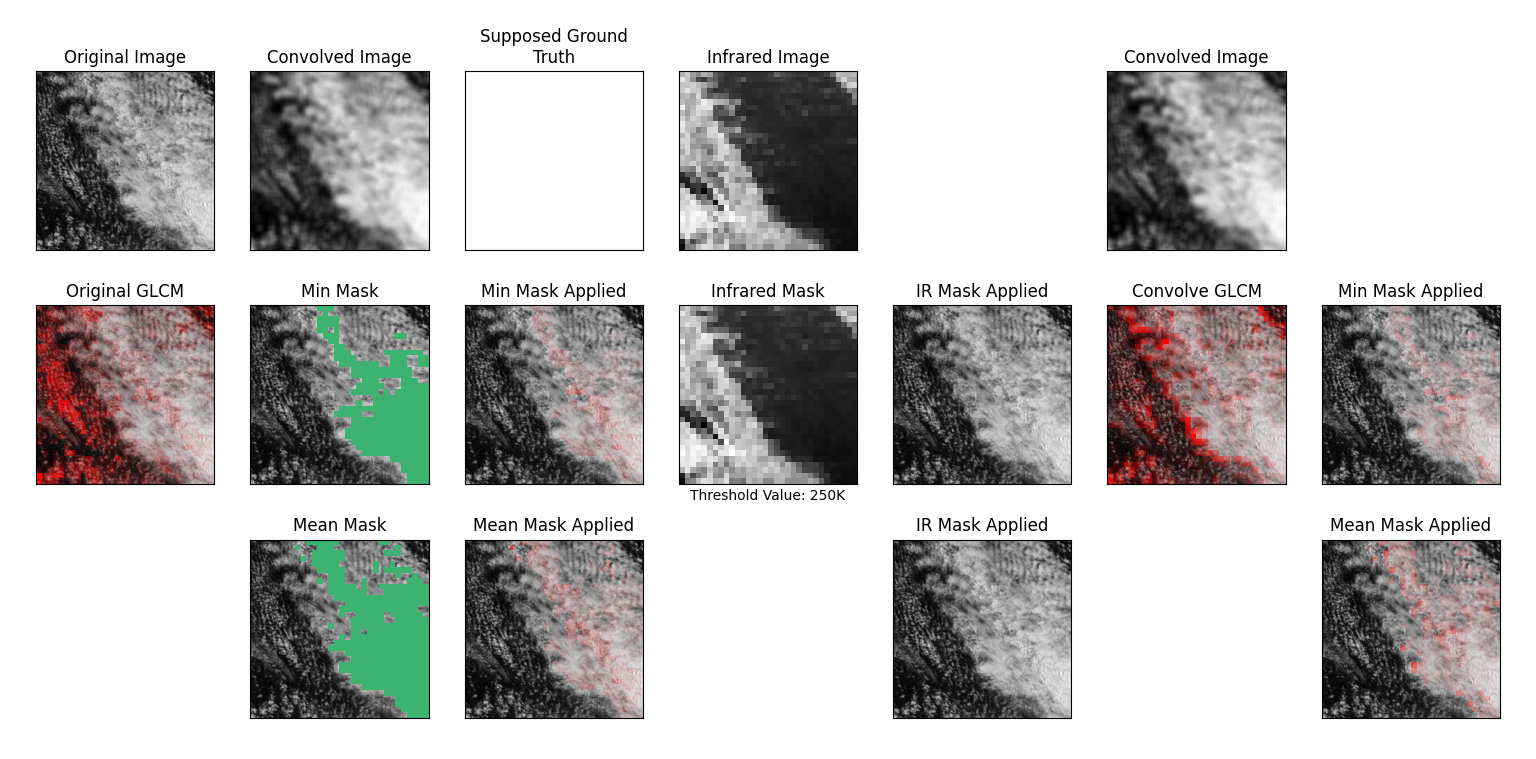 Original Image
Convolved Image
Supposed Ground
Truth
Infrared Image
Convolved Image
Original GLCM
Min Mask
Min Mask Applied
Infrared Mask
IR Mask Applied
Convolve GLCM
Min Mask Applied
Threshold Value: 250K
Mean Mask
Mean Mask Applied
IR Mask Applied
Mean Mask Applied